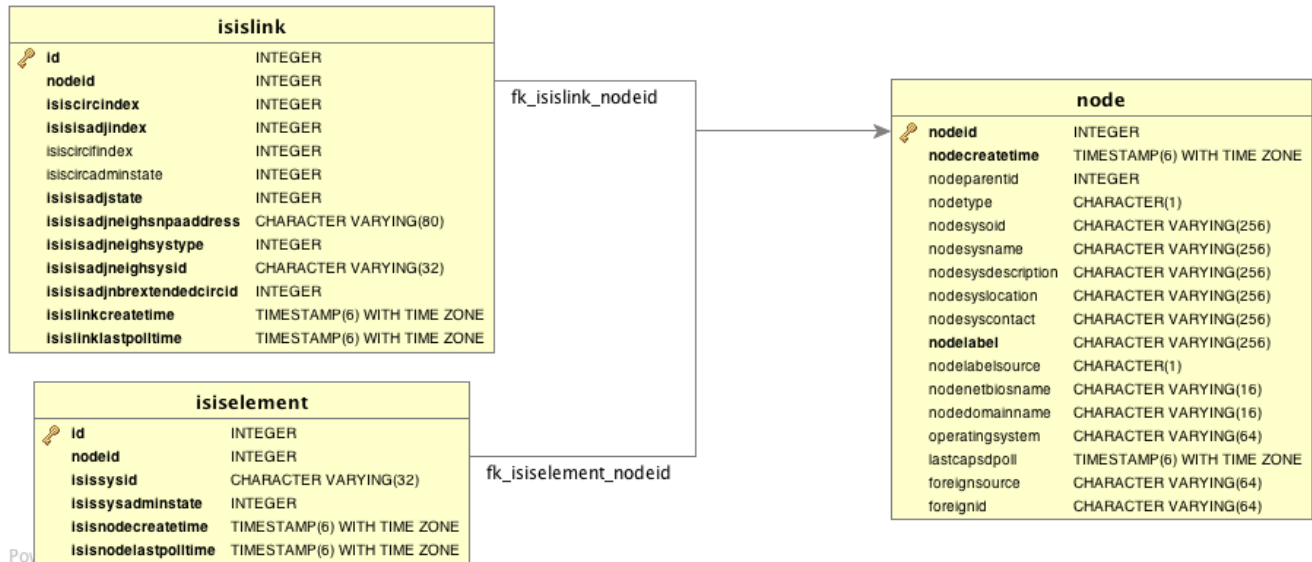 isislink
id INTEGER
nodeid INTEGER
isiscircindex INTEGER
isisisadjindex INTEGER
isiscircifindex INTEGER
isiscircadminstate INTEGER
isisisadjstate INTEGER
isisisadjneighsnpaaddress CHARACTER VARYING(80)
isisisadjneighsystype INTEGER
isisisadjneighsysid CHARACTER VARYING(32)
isisisadjnbrextendedcircid INTEGER
isislinkcreatetime TIMESTAMP(6) WITH TIME ZONE
isislinklastpolltime TIMESTAMP(6) WITH TIME ZONE
fk_isislink_nodeid
isiselement
id INTEGER
nodeid INTEGER
isissysid CHARACTER VARYING(32)
isissysadminstate INTEGER
isisnodecreatetime TIMESTAMP(6) WITH TIME ZONE
isisnodelastpolltime TIMESTAMP(6) WITH TIME ZONE
fk_isiselement_nodeid
node
nodeid INTEGER
nodecreatetime TIMESTAMP(6) WITH TIME ZONE
nodeparentid INTEGER
nodetype CHARACTER(1)
nodesysoid CHARACTER VARYING(256)
nodesysname CHARACTER VARYING(256)
nodesysdescription CHARACTER VARYING(256)
nodesyslocation CHARACTER VARYING(256)
nodesyscontact CHARACTER VARYING(256)
nodelabel CHARACTER VARYING(256)
nodelabelsource CHARACTER(1)
nodenetbiosname CHARACTER VARYING(16)
nodedomainname CHARACTER VARYING(16)
operatingsystem CHARACTER VARYING(64)
lastcapsdpoll TIMESTAMP(6) WITH TIME ZONE
foreignsource CHARACTER VARYING(64)
foreignid CHARACTER VARYING(64)